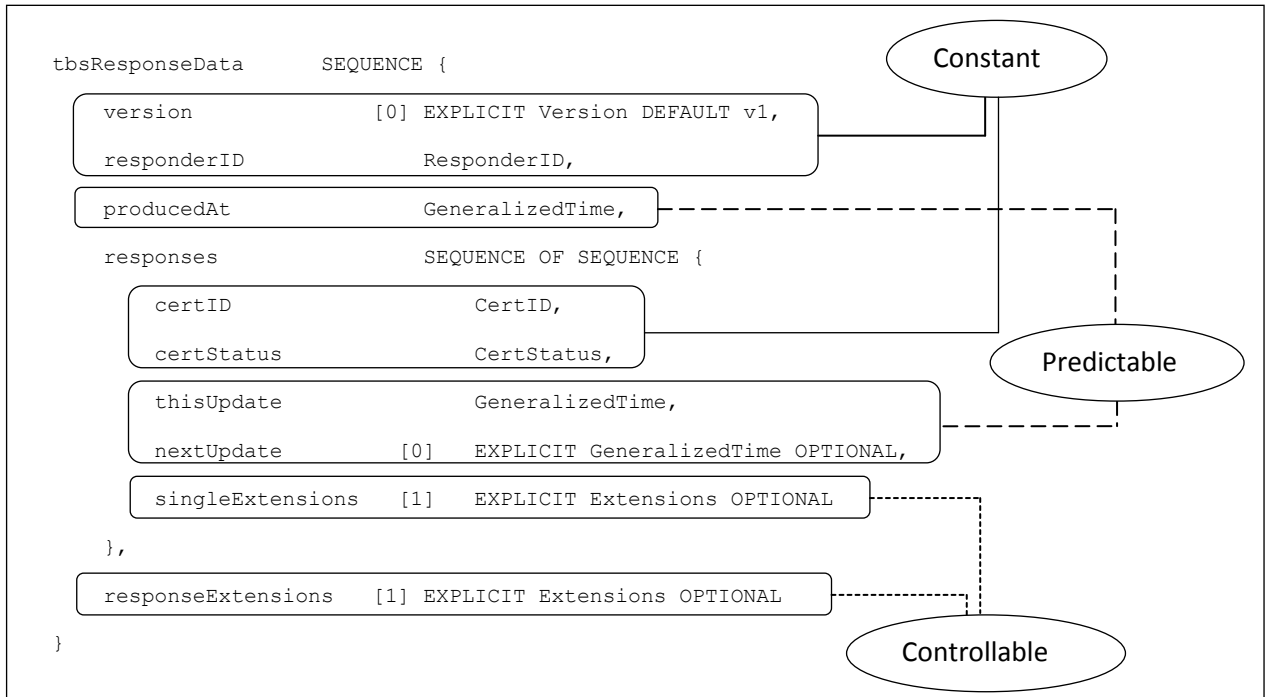 Constant
tbsResponseData SEQUENCE {
version [0] EXPLICIT Version DEFAULT v1,
responderID ResponderID,
producedAt GeneralizedTime,
responses SEQUENCE OF SEQUENCE {
certID CertID,
certStatus CertStatus,
Predictable
thisUpdate GeneralizedTime,
nextUpdate [0] EXPLICIT GeneralizedTime OPTIONAL,
singleExtensions [1] EXPLICIT Extensions OPTIONAL
},
responseExtensions [1] EXPLICIT Extensions OPTIONAL
}
Controllable